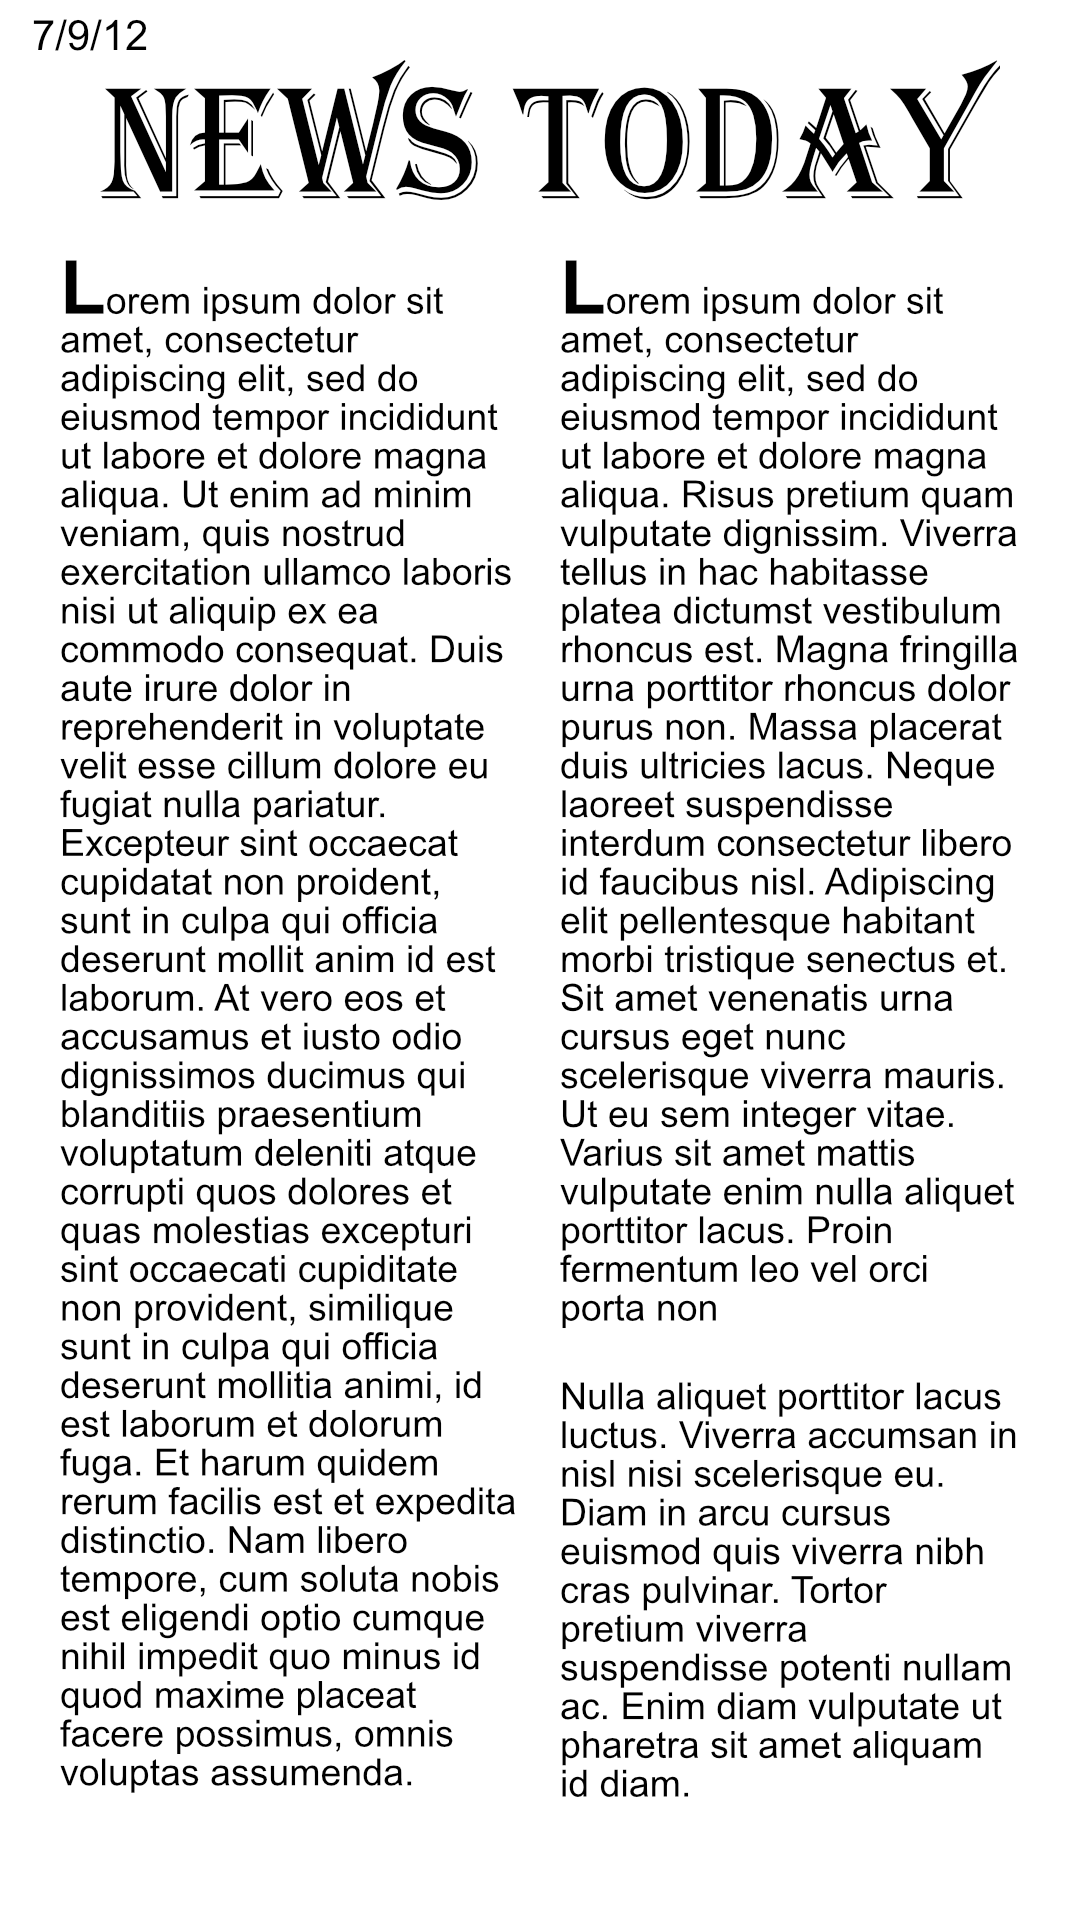 7/9/12
NEWS TODAY
Lorem ipsum dolor sit
amet, consectetur
adipiscing elit, sed do
eiusmod tempor incididunt
ut labore et dolore magna
aliqua. Ut enim ad minim
veniam, quis nostrud
exercitation ullamco laboris
nisi ut aliquip ex ea
commodo consequat. Duis
aute irure dolor in
reprehenderit in voluptate
velit esse cillum dolore eu
fugiat nulla pariatur.
Excepteur sint occaecat
cupidatat non proident,
sunt in culpa qui officia
deserunt mollit anim id est
laborum. At vero eos et
accusamus et iusto odio
dignissimos ducimus qui
blanditiis praesentium
voluptatum deleniti atque
corrupti quos dolores et
quas molestias excepturi
sint occaecati cupiditate
non provident, similique
sunt in culpa qui officia
deserunt mollitia animi, id
est laborum et dolorum
fuga. Et harum quidem
rerum facilis est et expedita
distinctio. Nam libero
tempore, cum soluta nobis
est eligendi optio cumque
nihil impedit quo minus id
quod maxime placeat
facere possimus, omnis
voluptas assumenda.
Lorem ipsum dolor sit
amet, consectetur
adipiscing elit, sed do
eiusmod tempor incididunt
ut labore et dolore magna
aliqua. Risus pretium quam
vulputate dignissim. Viverra
tellus in hac habitasse
platea dictumst vestibulum
rhoncus est. Magna fringilla
urna porttitor rhoncus dolor
purus non. Massa placerat
duis ultricies lacus. Neque
laoreet suspendisse
interdum consectetur libero
id faucibus nisl. Adipiscing
elit pellentesque habitant
morbi tristique senectus et.
Sit amet venenatis urna
cursus eget nunc
scelerisque viverra mauris.
Ut eu sem integer vitae.
Varius sit amet mattis
vulputate enim nulla aliquet
porttitor lacus. Proin
fermentum leo vel orci
porta non
Nulla aliquet porttitor lacus
luctus. Viverra accumsan in
nisl nisi scelerisque eu.
Diam in arcu cursus
euismod quis viverra nibh
cras pulvinar. Tortor
pretium viverra
suspendisse potenti nullam
ac. Enim diam vulputate ut
pharetra sit amet aliquam
id diam.